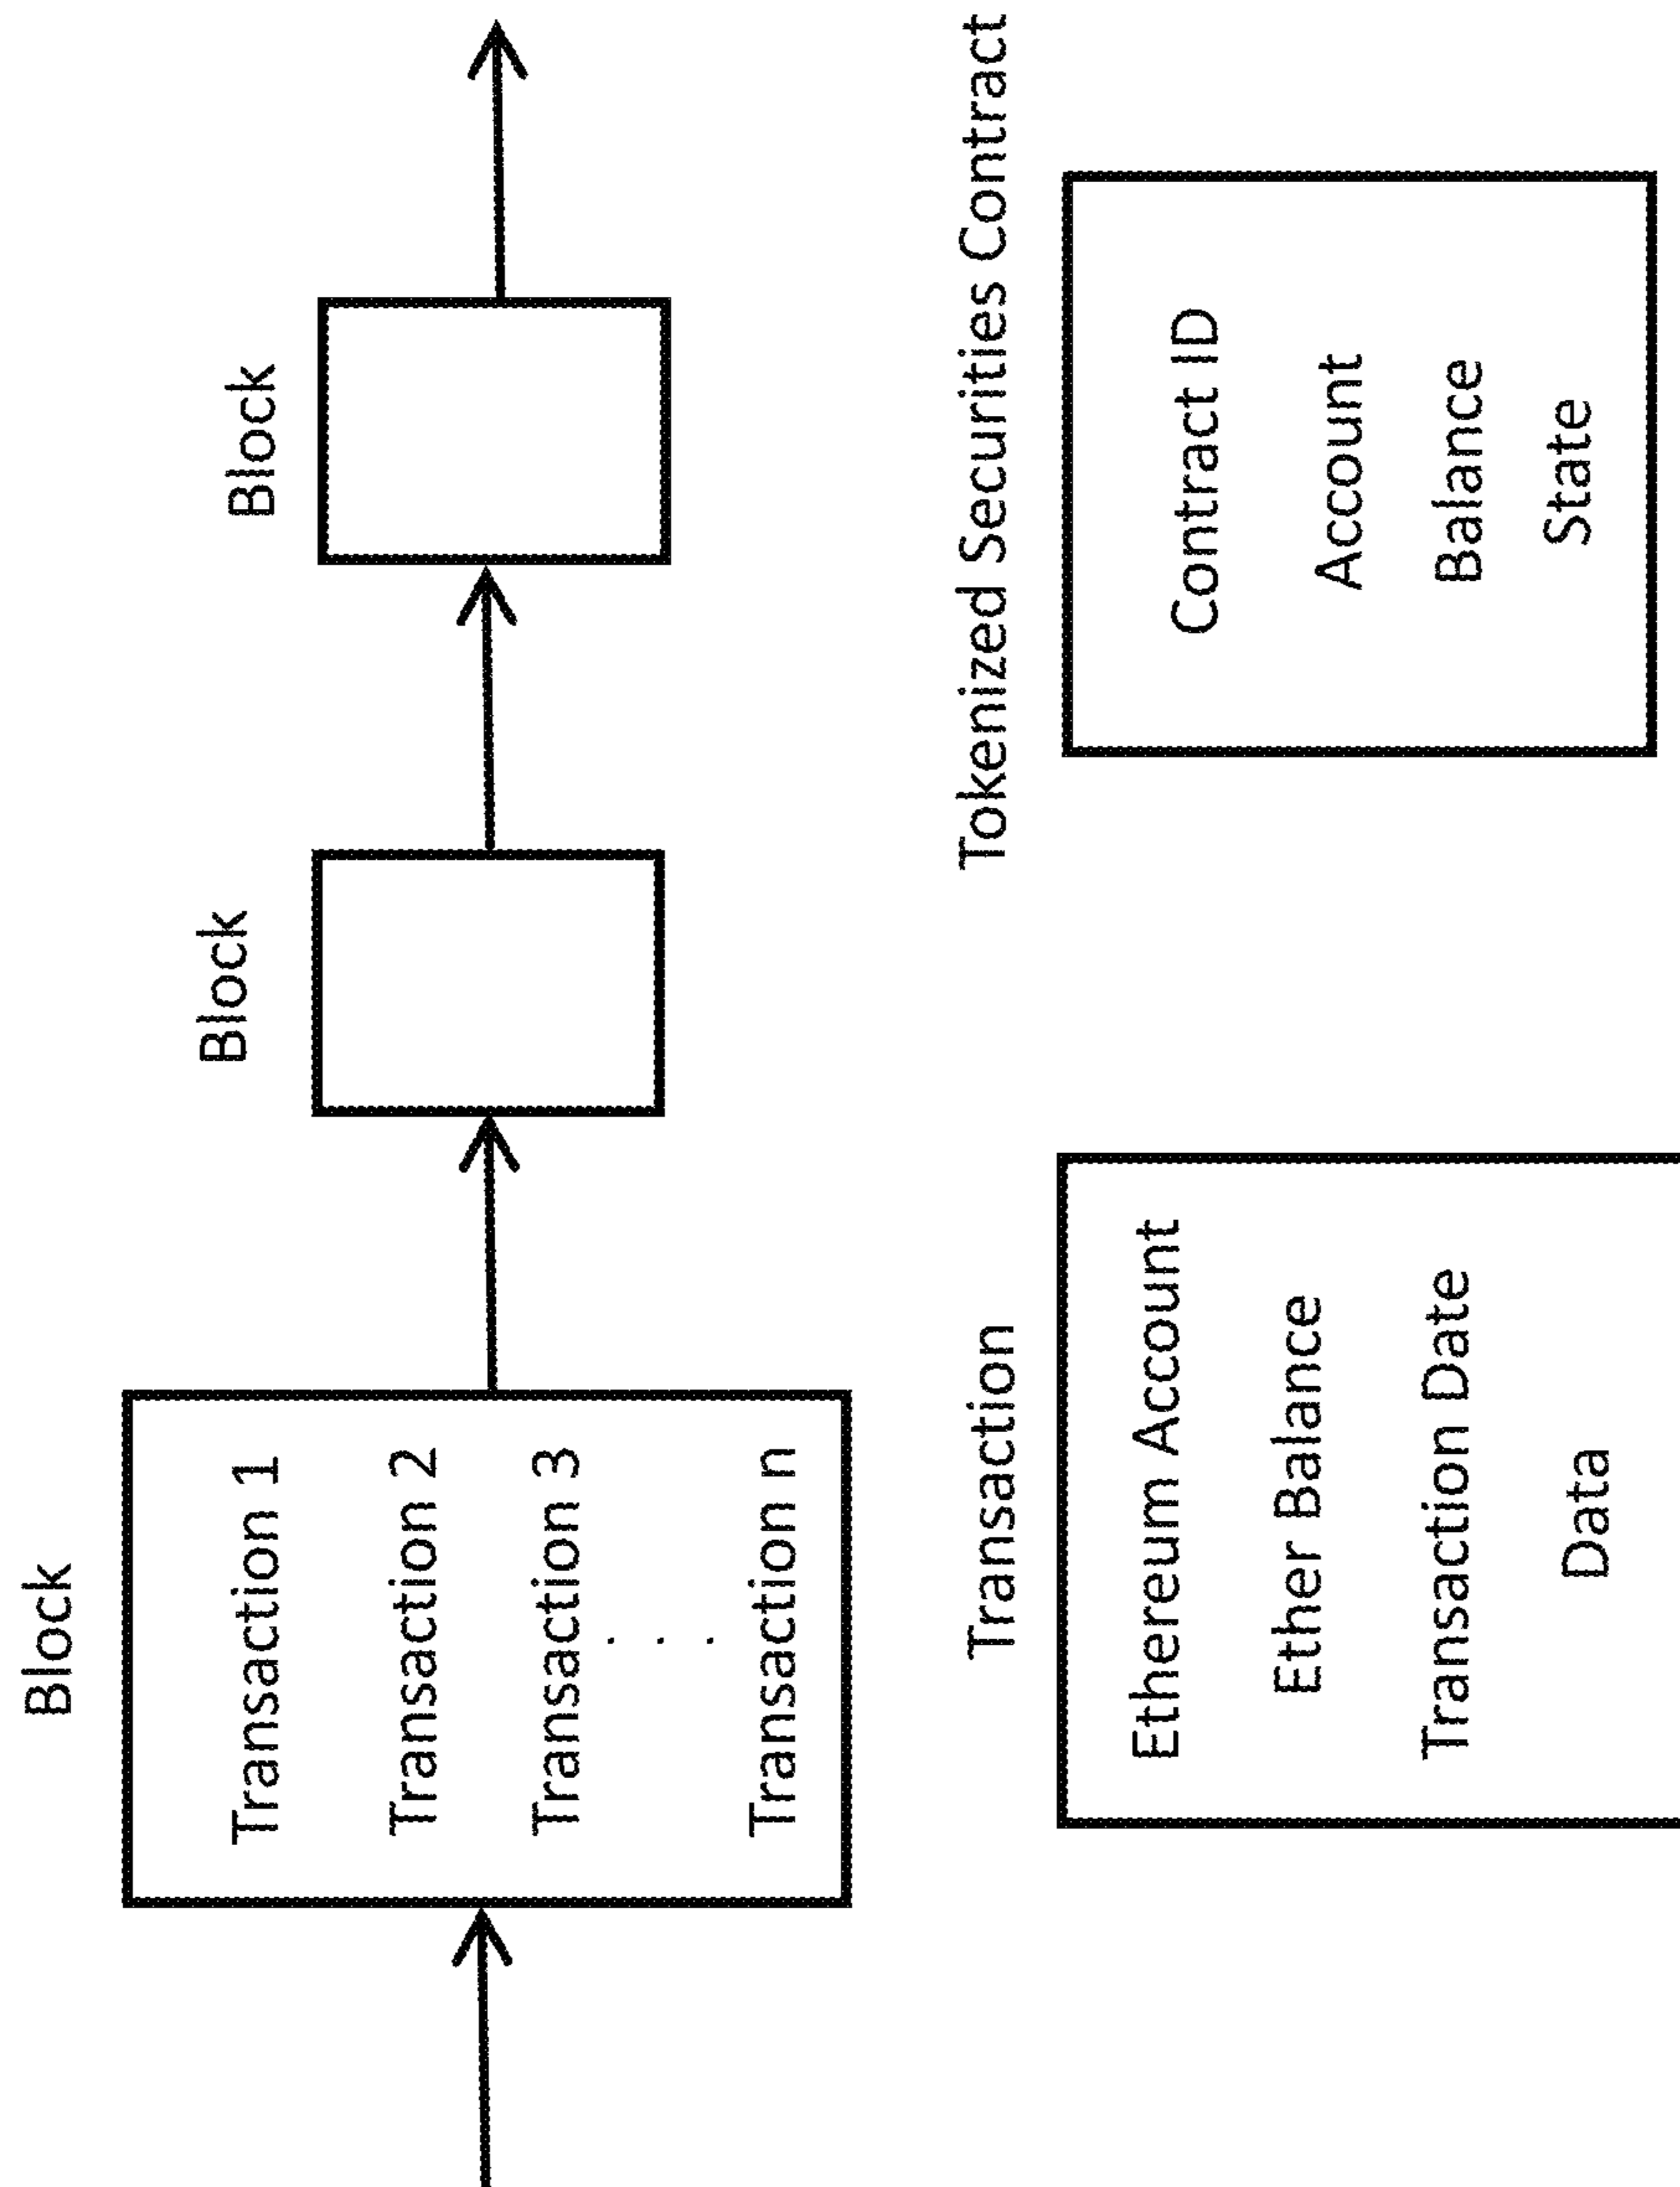 Block
Transaction 1
Transaction 2
Transaction 3
. . .
Transaction n
Block
Block
Transaction
Ethereum Account
Ether Balance
Transaction Date
Data
Tokenized Securities Contract
Contract ID
Account
Balance
State